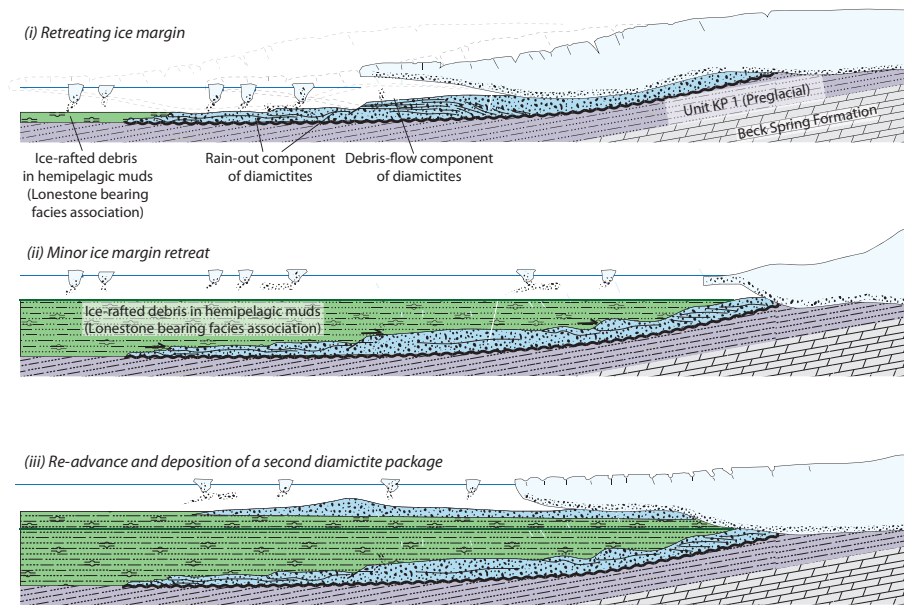 (i) Retreating ice margin
Unit KP 1 (Preglacial)
Beck Spring Formation
Ice-rafted debris
in hemipelagic muds
(Lonestone bearing
facies association)
Rain-out component
of diamictites
Debris-flow component
of diamictites
(ii) Minor ice margin retreat
Ice-rafted debris in hemipelagic muds
(Lonestone bearing facies association)
(iii) Re-advance and deposition of a second diamictite package